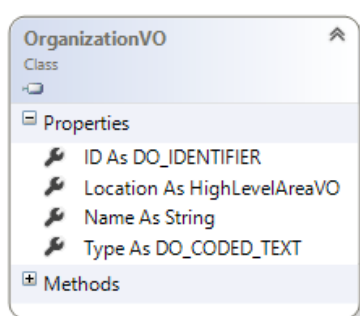 OrganizationVO
Class
Properties
ID As DO_IDENTIFIER
Location As HighLevelAreaVO
Name As String
Type As DO_CODED_TEXT
Methods